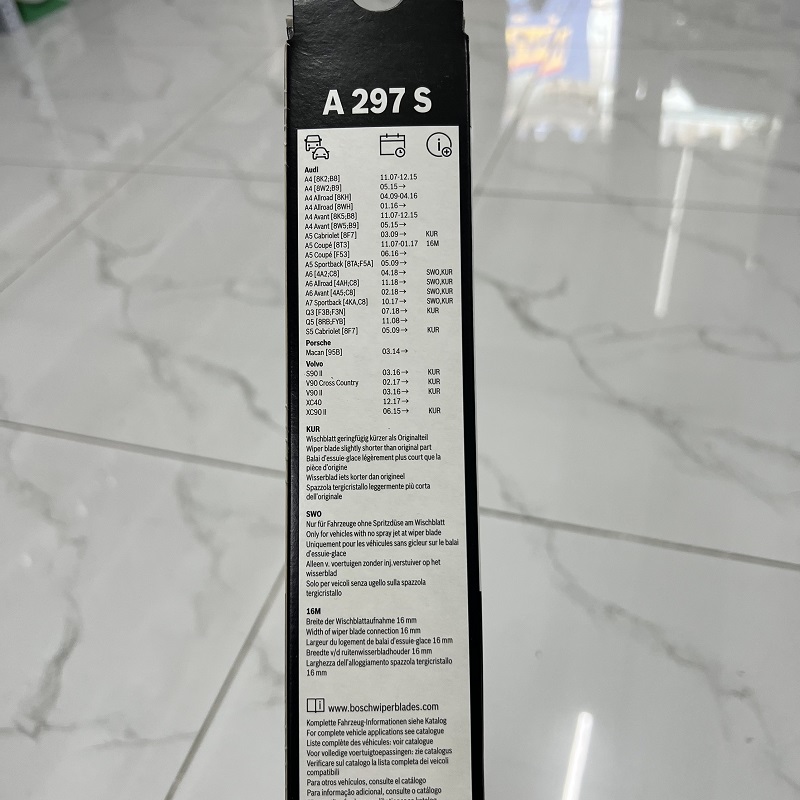 A 297 S
Audi
A4 [8K2;B8] 11.07-12.15
A4 [8W2;B9] 05.15→
A4 Allroad [8KH] 04.09-04.16
A4 Allroad [8WH] 01.16→
A4 Avant [8K5;B8] 11.07-12.15
A4 Avant [8W5;B9] 05.15→
A5 Cabriolet [8F7] 03.09→ KUR
A5 Coupé [8T3] 11.07-01.17 16M
A5 Coupé [F53] 06.16→
A5 Sportback [8TA;F5A] 05.09→
A6 [4A2;C8] 04.18→ SWO,KUR
A6 Allroad [4AH;C8] 11.18→ SWO,KUR
A6 Avant [4A5;C8] 02.18→ SWO,KUR
A7 Sportback [4KA,C8] 10.17→ SWO,KUR
Q3 [F3B;F3N] 07.18→ KUR
Q5 [8RB;FYB] 11.08→
S5 Cabriolet [8F7] 05.09→ KUR
Porsche
Macan [95B] 03.14→
Volvo
S90 II 03.16→ KUR
V90 Cross Country 02.17→ KUR
V90 II 03.16→ KUR
XC40 12.17→
XC90 II 06.15→ KUR
KUR
Wischblatt geringfügig kürzer als Originalteil
Wiper blade slightly shorter than original part
Balai d'essuie-glace légèrement plus court que la
pièce d'origine
Wisserblad iets korter dan origineel
Spazzola tergicristallo leggermente più corta
dell'originale
SWO
Nur für Fahrzeuge ohne Spritzdüse am Wischblatt
Only for vehicles with no spray jet at wiper blade
Uniquement pour les véhicules sans gicleur sur le balai
d'essuie-glace
Alleen v. voertuigen zonder inj.verstuiver op het
wisserblad
Solo per veicoli senza ugello sulla spazzola
tergicristallo
16M
Breite der Wischblattaufnahme 16 mm
Width of wiper blade connection 16 mm
Largeur du logement de balai d'essuie-glace 16 mm
Breedte v/d ruitenwisserbladhouder 16 mm
Larghezza dell'alloggiamento spazzola tergicristallo
16 mm
www.boschwiperblades.com
Komplette Fahrzeug-Informationen siehe Katalog
For complete vehicle applications see catalogue
Liste complète des véhicules: voir catalogue
Voor volledige voertuigtoepassingen: zie catalogus
Verificare sul catalogo la lista completa dei veicoli
compatibili
Para otros vehículos, consulte el catálogo
Para informação adicional, consulte o catálogo